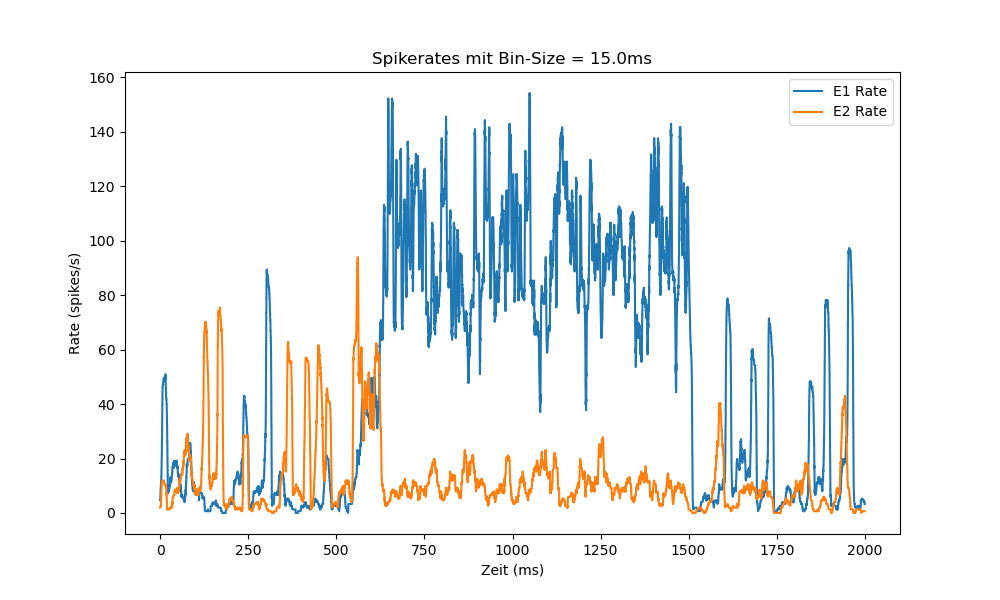 Spikerates mit Bin-Size = 15.0ms
E1 Rate
E2 Rate
160
140
120
100
80
60
40
20
0
Rate (spikes/s)
0 250 500 750 1000 1250 1500 1750 2000
Zeit (ms)